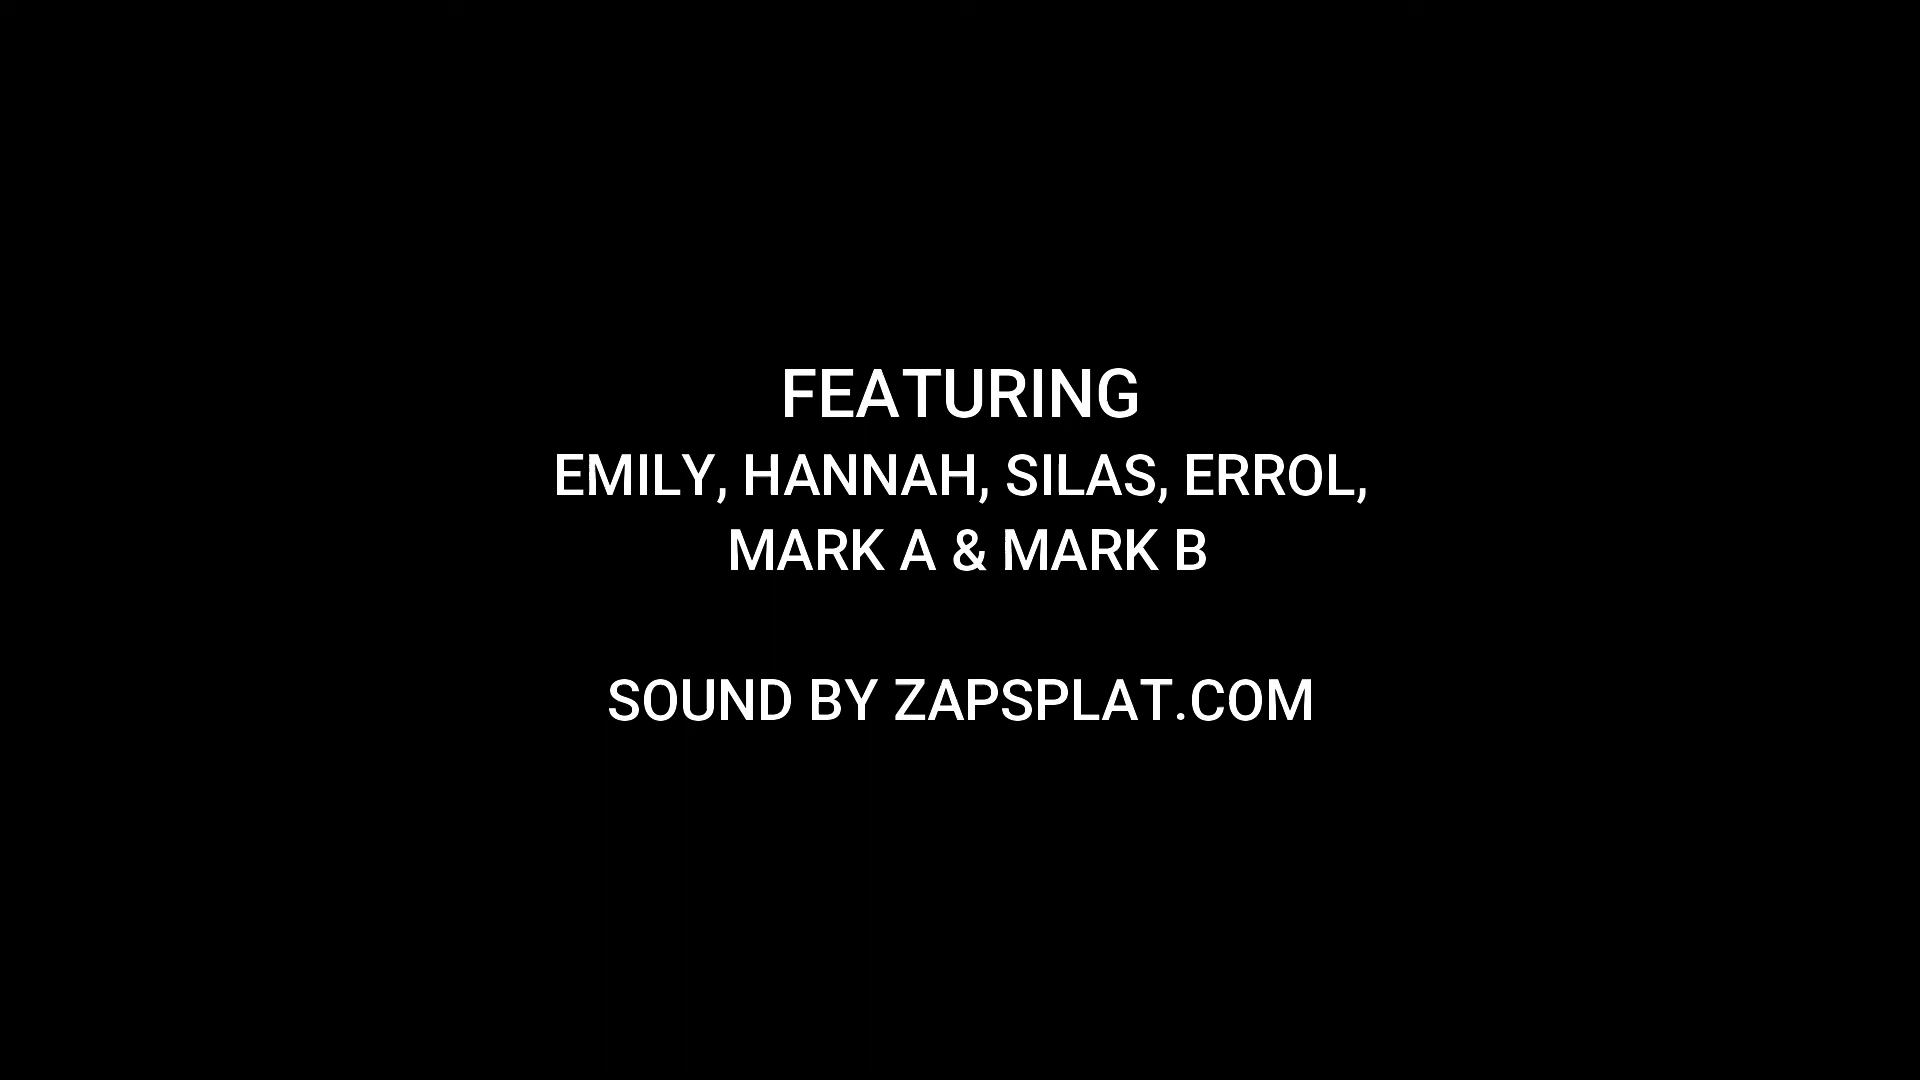 FEATURING
EMILY, HANNAH, SILAS, ERROL,
MARK A & MARK B
SOUND BY ZAPSPLAT.COM